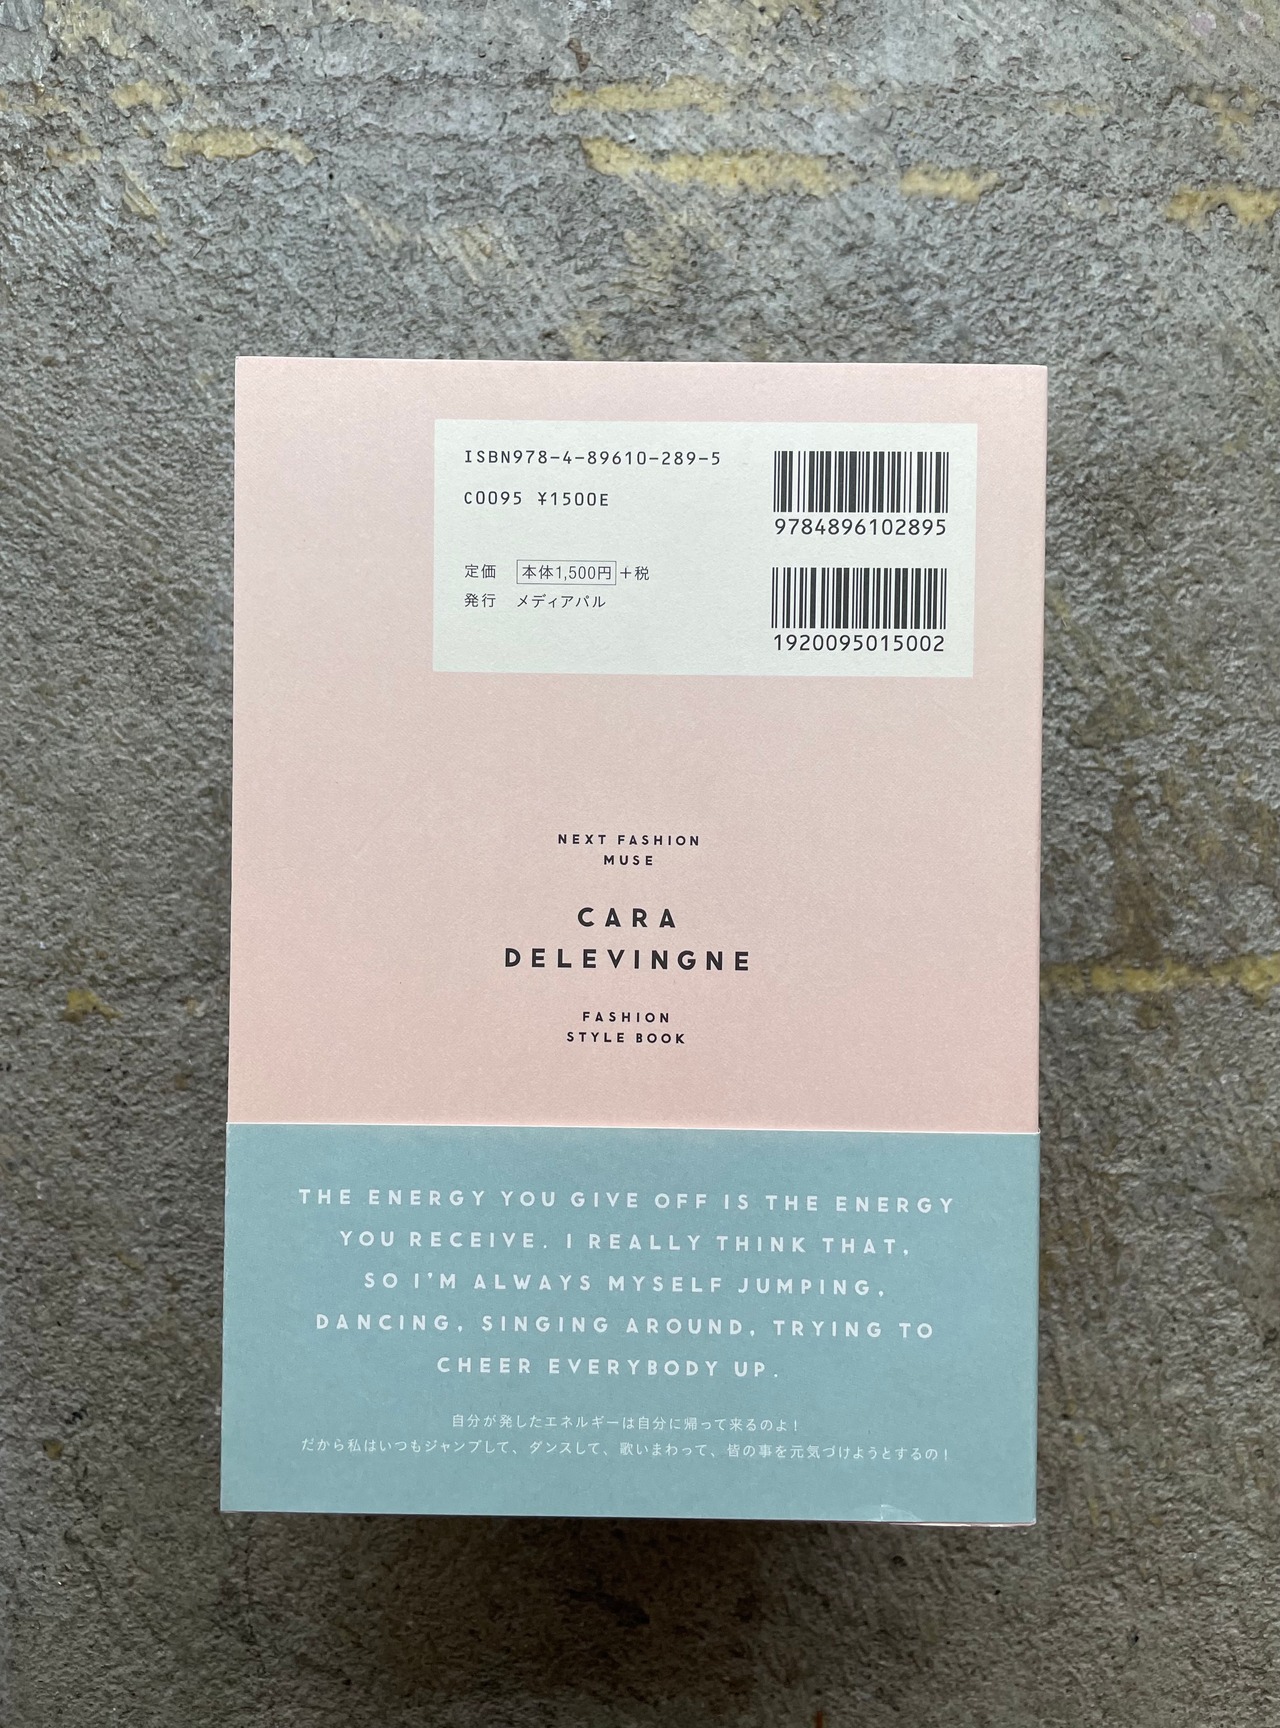 ISBN978-4-89610-289-5
C0095 ¥1500E
9784896102895
定価 本体1,500円+税
発行 メディアパル
1920095015002
NEXT FASHION
MUSE
CARA
DELEVINGNE
FASHION
STYLE BOOK
THE ENERGY YOU GIVE OFF IS THE ENERGY
YOU RECEIVE. I REALLY THINK THAT,
SO I'M ALWAYS MYSELF JUMPING,
DANCING, SINGING AROUND, TRYING TO
CHEER EVERYBODY UP.
自分が発したエネルギーは自分に帰って来るのよ！
だから私はいつもジャンプして、ダンスして、歌いまわって、皆の事を元気づけようとするの！